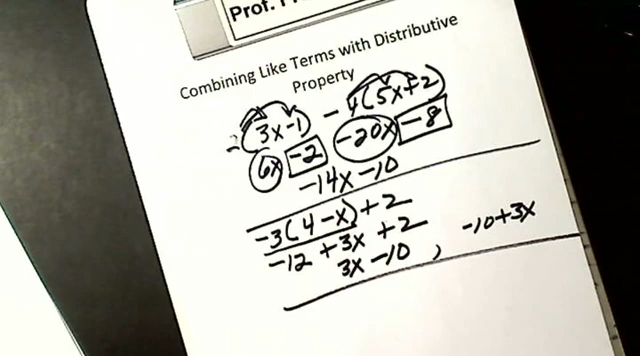 Prof.
Combining Like Terms with Distributive
Property
2(3x-1) - 4(5x+2)
6x -2 -20x -8
-14x -10
-3(4-x)+2
-12 +3x +2
3x -10 , -10+3x